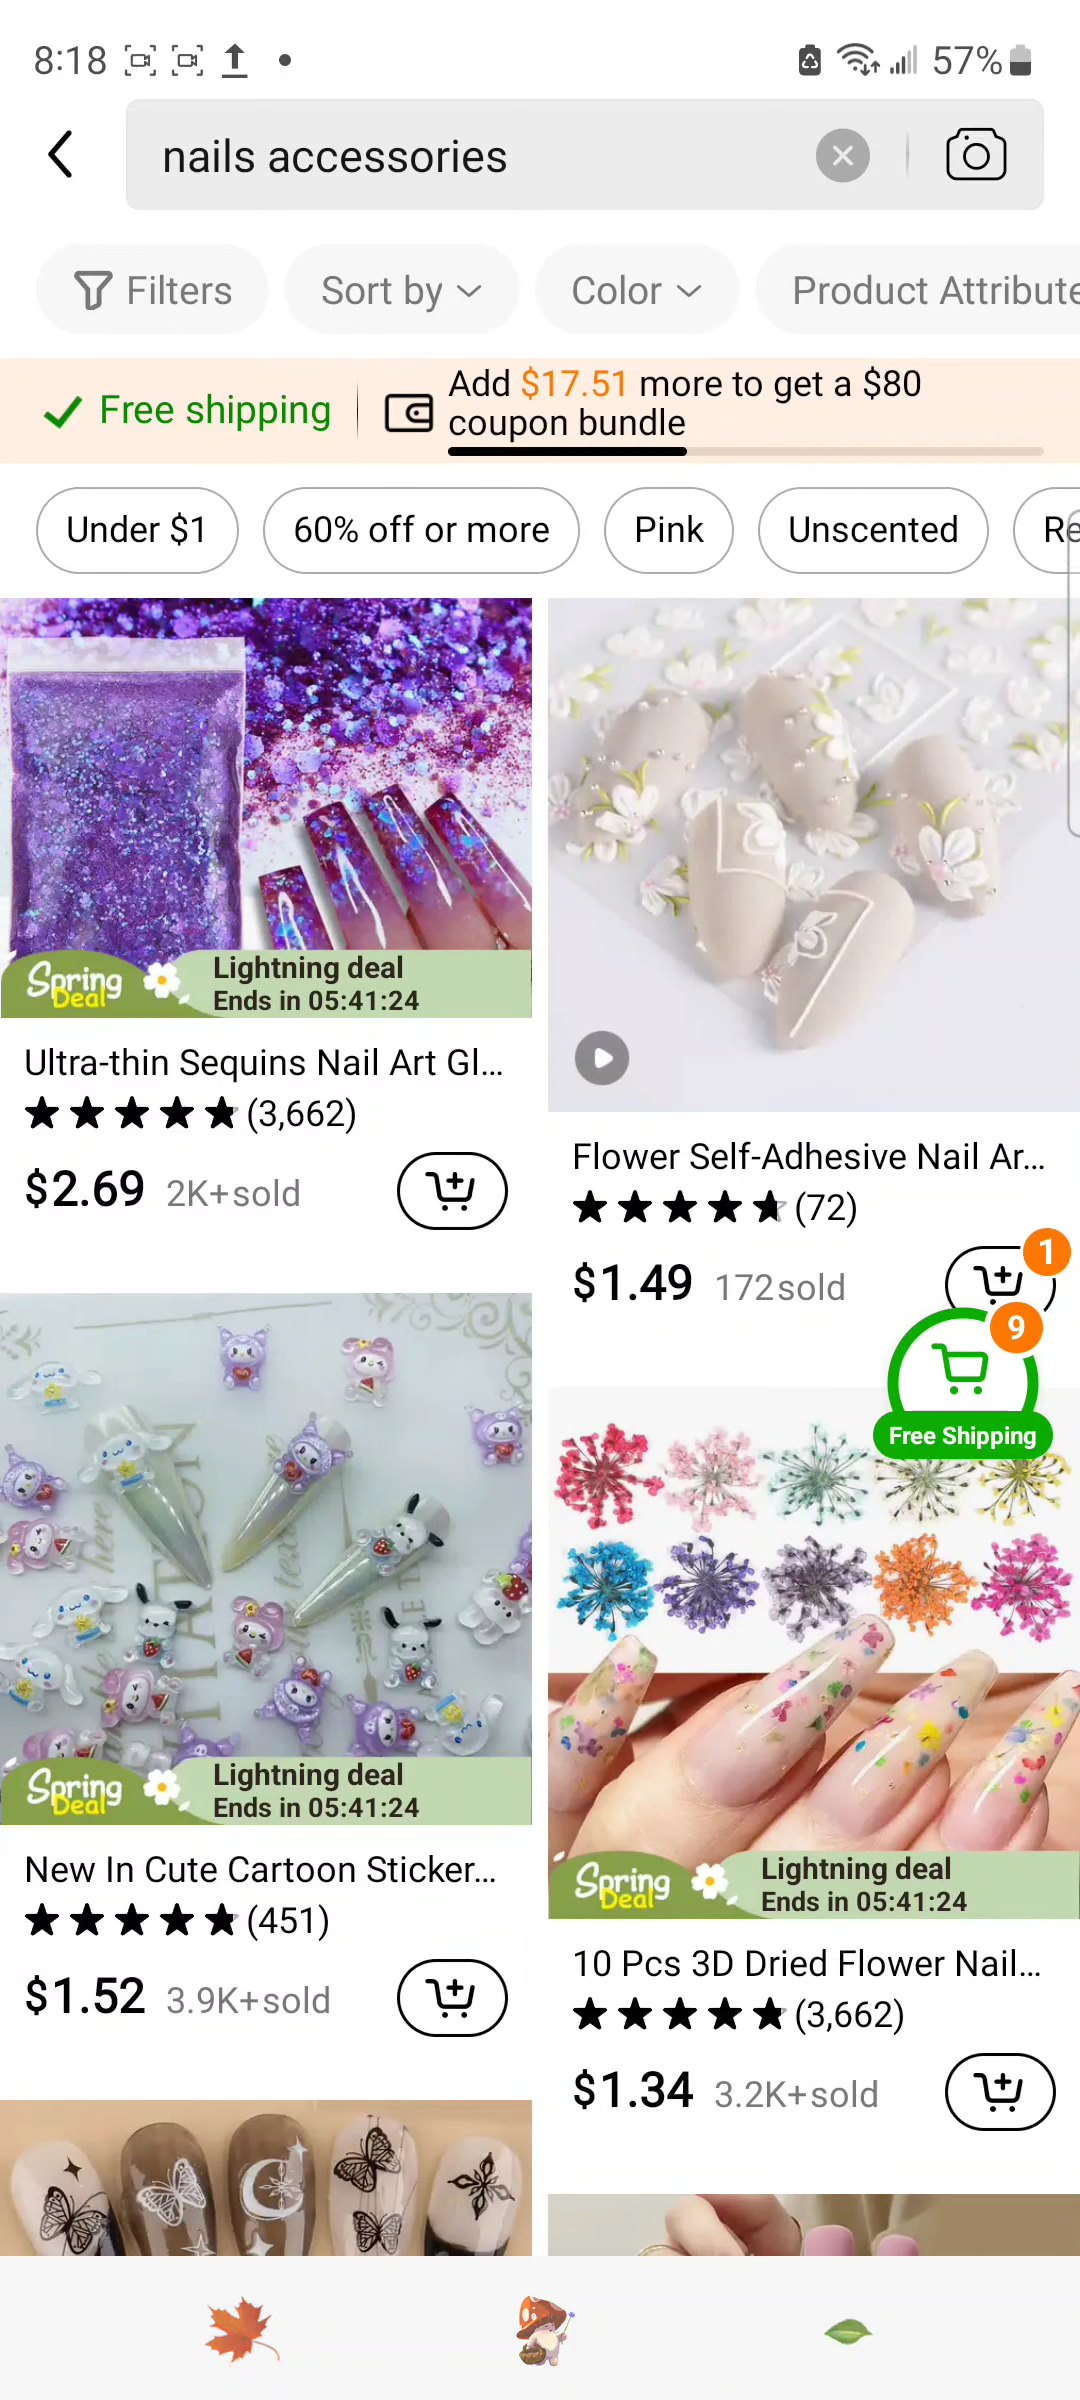 8:18
57%
nails accessories
Filters
Sort by
Color
Product Attribute
Free shipping
Add $17.51 more to get a $80
coupon bundle
Under $1
60% off or more
Pink
Unscented
Re
Spring
Deal
Lightning deal
Ends in 05:41:24
Ultra-thin Sequins Nail Art Gl...
(3,662)
$2.69 2K+sold
Flower Self-Adhesive Nail Ar...
(72)
$1.49 172sold
1
9
Free Shipping
Spring
Deal
Lightning deal
Ends in 05:41:24
New In Cute Cartoon Sticker...
(451)
$1.52 3.9K+sold
Spring
Deal
Lightning deal
Ends in 05:41:24
10 Pcs 3D Dried Flower Nail...
(3,662)
$1.34 3.2K+sold